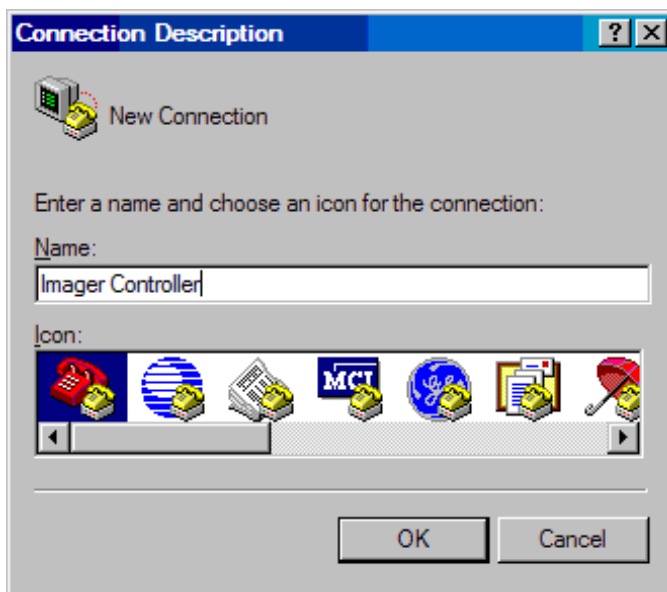 Connection Description
New Connection
Enter a name and choose an icon for the connection:
Name:
Imager Controller
Icon:
MCI
OK
Cancel